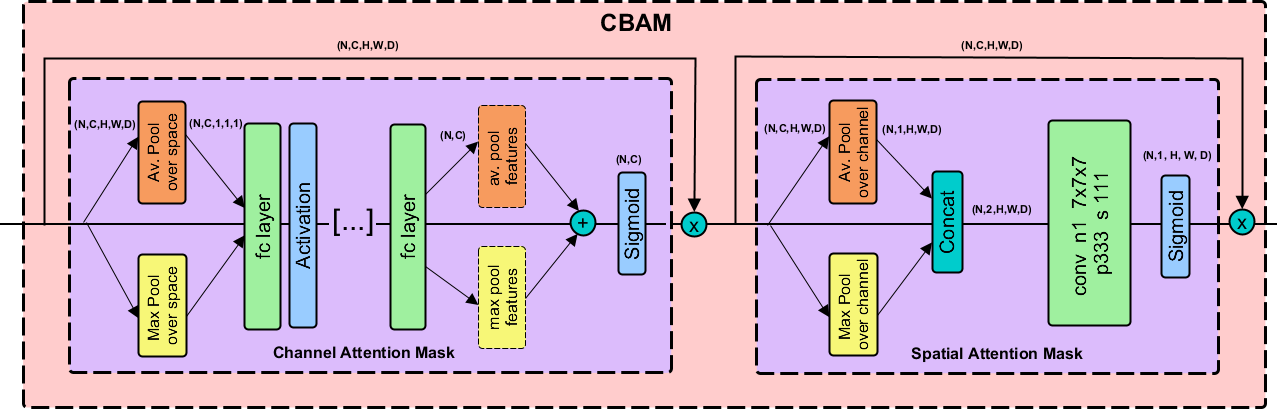 CBAM
(N,C,H,W,D)
(N,C,H,W,D)
(N,C,H,W,D)
Av. Pool
over space
(N,C,1,1,1)
Max Pool
over space
fc layer
Activation
[...]
fc layer
(N,C)
av. pool
features
max pool
features
+
(N,C)
Sigmoid
Channel Attention Mask
x
(N,C,H,W,D)
Av. Pool
over channel
(N,1,H,W,D)
Max Pool
over channel
Concat
(N,2,H,W,D)
conv n1 7x7x7
p333 s 111
(N,1, H, W, D)
Sigmoid
Spatial Attention Mask
x